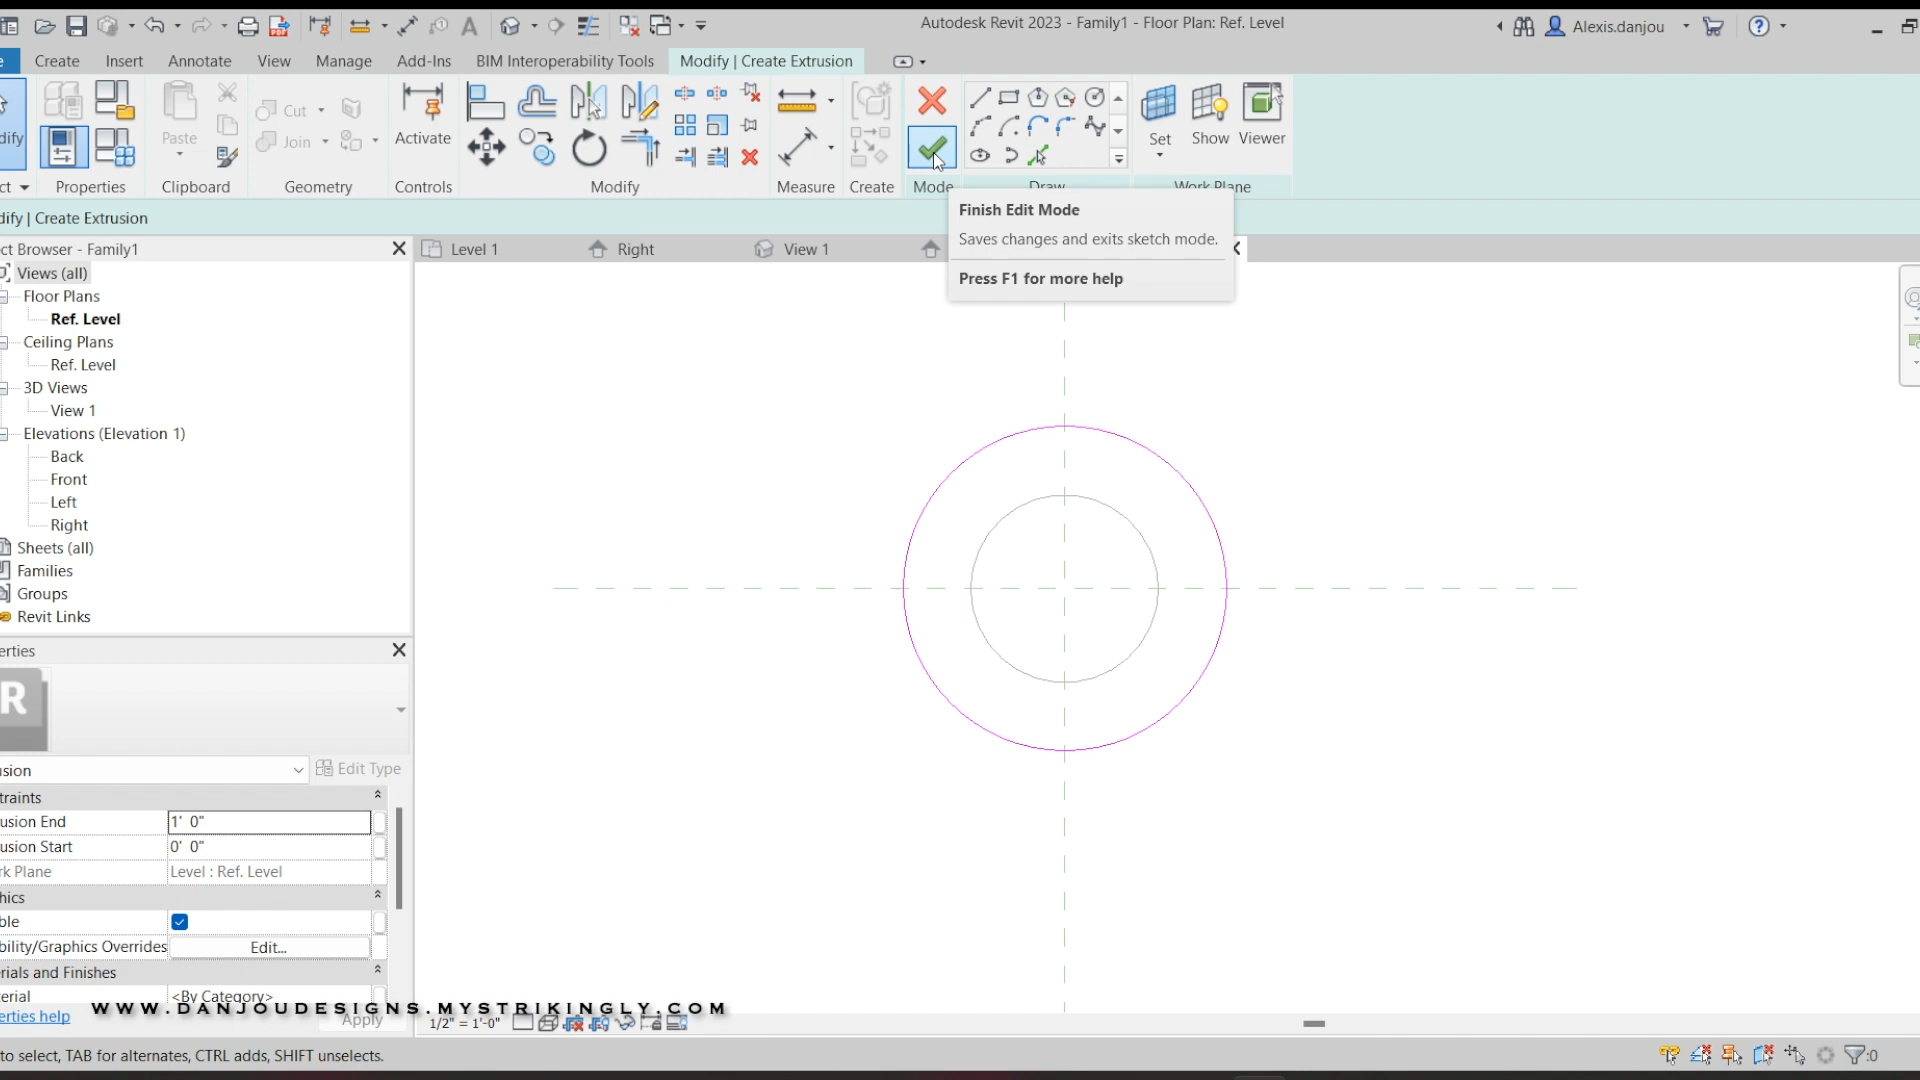 Autodesk Revit 2023 - Family1 - Floor Plan: Ref. Level
Alexis.danjou
Create Insert Annotate View Manage Add-Ins BIM Interoperability Tools Modify | Create Extrusion
Cut
Join
Paste
Activate
Set Show Viewer
Properties Clipboard Geometry Controls Modify Measure Create Mode Draw Work Plane
dify | Create Extrusion
Finish Edit Mode
Saves changes and exits sketch mode.
Press F1 for more help
ct Browser - Family1
Level 1 Right View 1
Views (all)
Floor Plans
Ref. Level
Ceiling Plans
Ref. Level
3D Views
View 1
Elevations (Elevation 1)
Back
Front
Left
Right
Sheets (all)
Families
Groups
Revit Links
erties
R
usion Edit Type
traints
usion End 1' 0"
usion Start 0' 0"
rk Plane Level : Ref. Level
hics
ble
bility/Graphics Overrides Edit...
rials and Finishes
erial <By Category>
WWW.DANJOUDESIGNS.MYSTRIKINGLY.COM
erties help Apply
1/2" = 1'-0"
to select, TAB for alternates, CTRL adds, SHIFT unselects.
:0